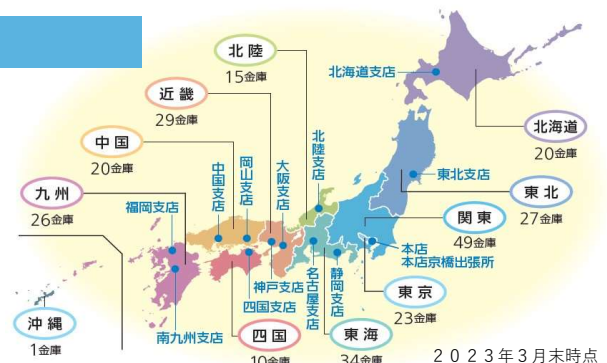 北陸
15金庫
北海道支店
近畿
29金庫
北海道
20金庫
中国
20金庫
北陸支店
岡山支店
大阪支店
中国支店
東北支店
九州
26金庫
東北
27金庫
福岡支店
関東
49金庫
本店
本店京橋出張所
神戸支店
名古屋支店
静岡支店
四国支店
東京
23金庫
沖縄
1金庫
南九州支店
四国
10金庫
東海
34金庫
2023年3月末時点